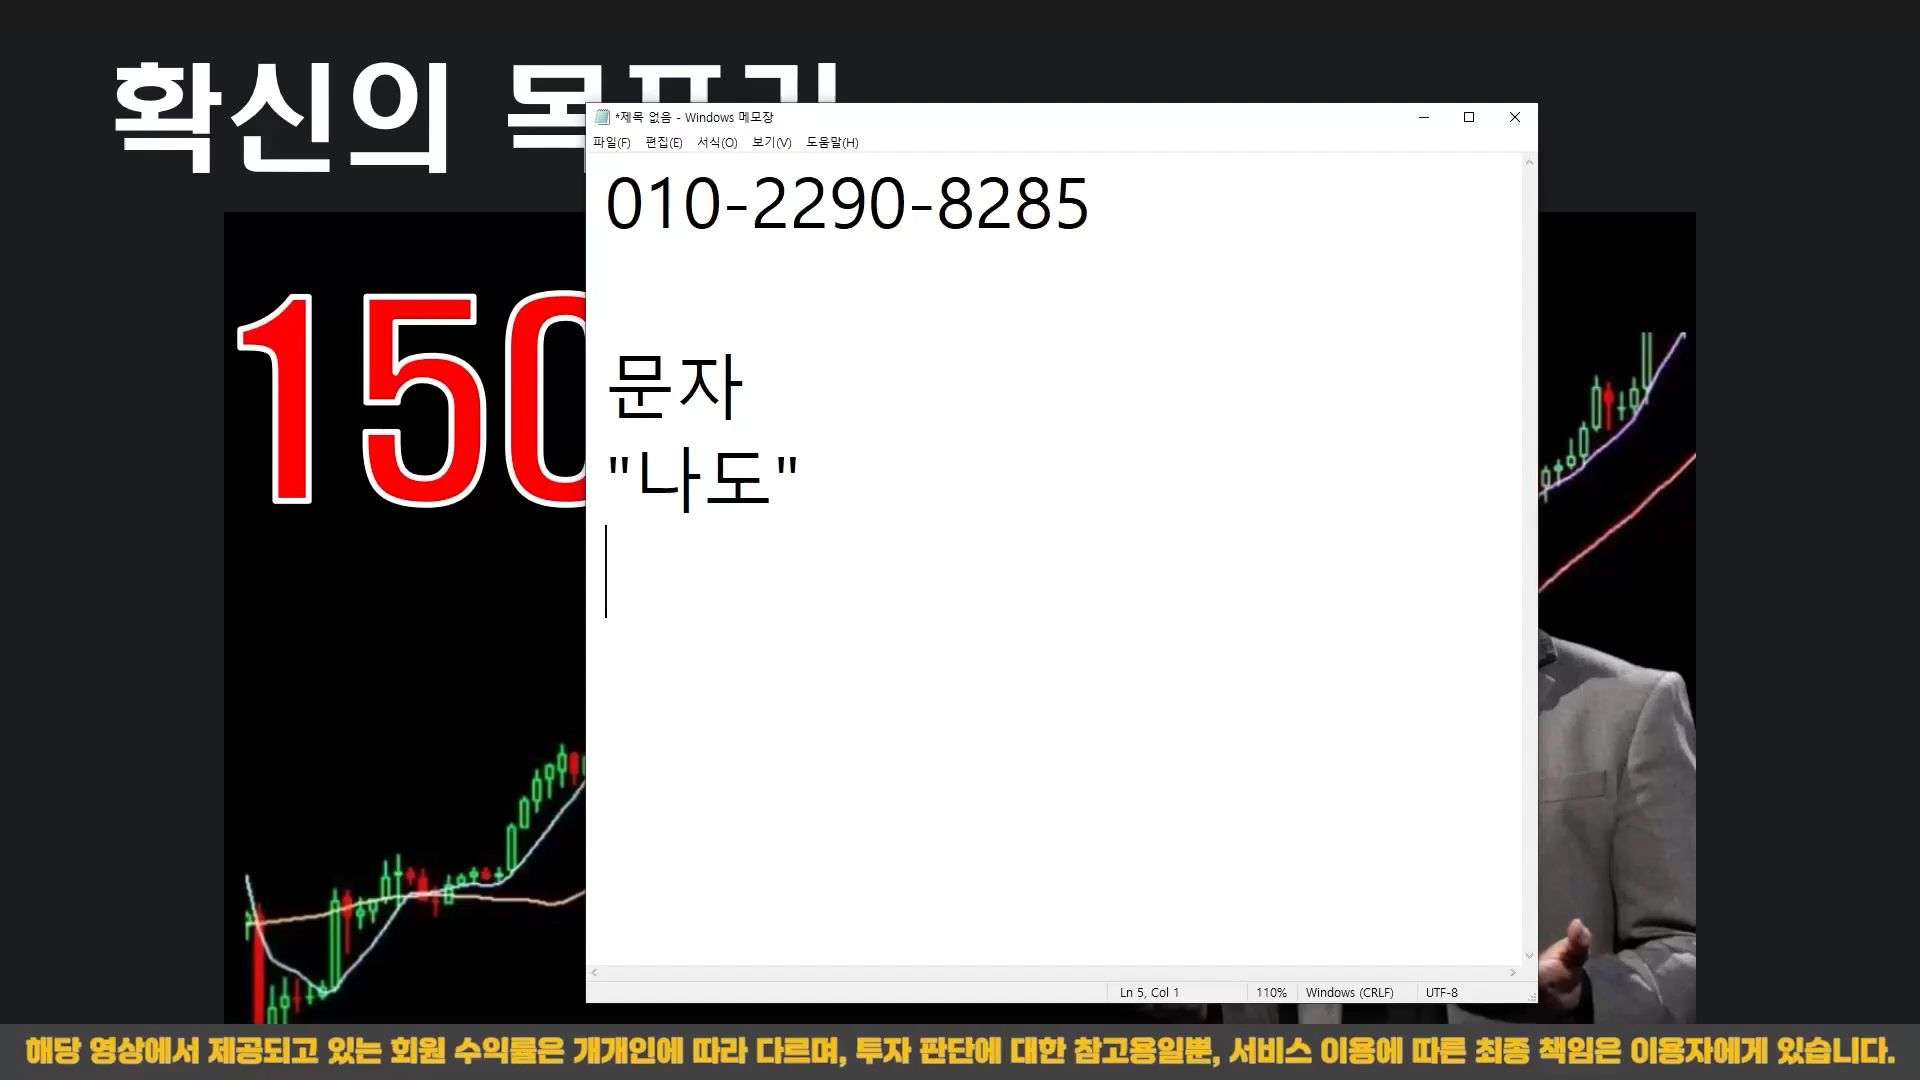 확신의
*제목 없음 - Windows 메모장
파일(F) 편집(E) 서식(O) 보기(V) 도움말(H)
010-2290-8285
문자
"나도"
150
Ln 5, Col 1 110% Windows (CRLF) UTF-8
해당 영상에서 제공되고 있는 회원 수익률은 개개인에 따라 다르며, 투자 판단에 대한 참고용일뿐, 서비스 이용에 따른 최종 책임은 이용자에게 있습니다.